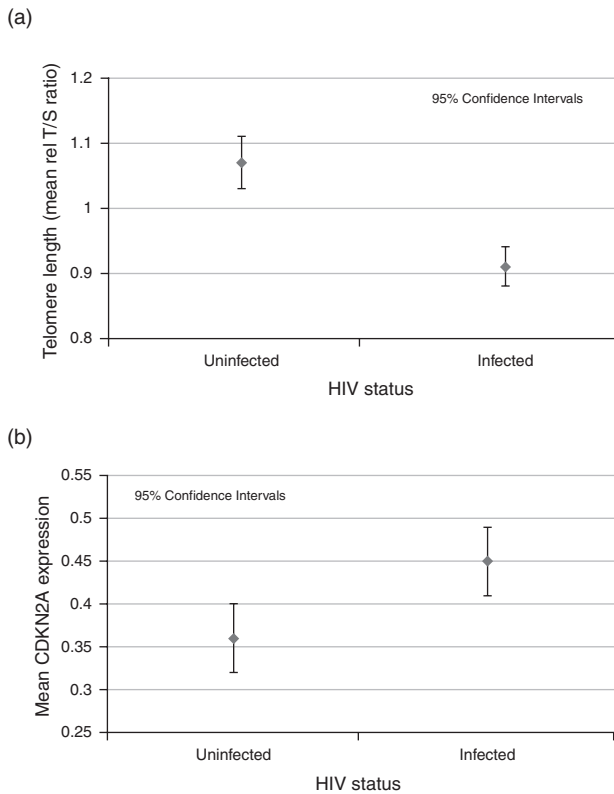 (a)
Telomere length (mean rel T/S ratio)
1.2
95% Confidence Intervals
1.1
1
0.9
0.8
Uninfected
Infected
HIV status
(b)
Mean CDKN2A expression
0.55
95% Confidence Intervals
0.5
0.45
0.4
0.35
0.3
0.25
Uninfected
Infected
HIV status